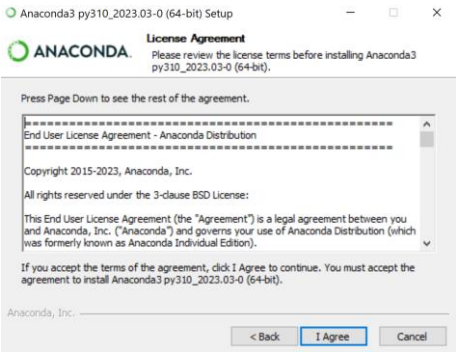 Anaconda3 py310_2023.03-0 (64-bit) Setup
ANACONDA.
License Agreement
Please review the license terms before installing Anaconda3
py310_2023.03-0 (64-bit).
Press Page Down to see the rest of the agreement.
================================================
End User License Agreement - Anaconda Distribution
================================================
Copyright 2015-2023, Anaconda, Inc.
All rights reserved under the 3-clause BSD License:
This End User License Agreement (the "Agreement") is a legal agreement between you
and Anaconda, Inc. ("Anaconda") and governs your use of Anaconda Distribution (which
was formerly known as Anaconda Individual Edition).
If you accept the terms of the agreement, click I Agree to continue. You must accept the
agreement to install Anaconda3 py310_2023.03-0 (64-bit).
Anaconda, Inc.
< Back I Agree Cancel